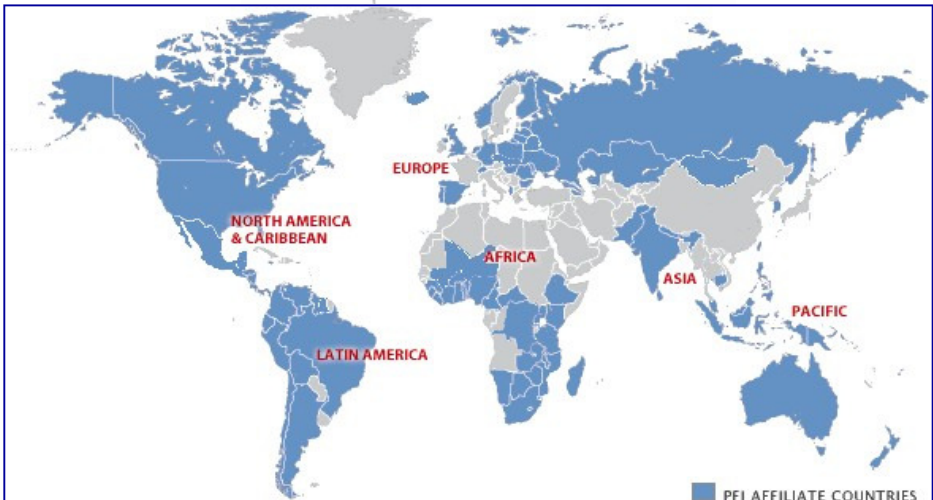 EUROPE
NORTH AMERICA
& CARIBBEAN
AFRICA
ASIA
PACIFIC
LATIN AMERICA
PFI AFFILIATE COUNTRIES